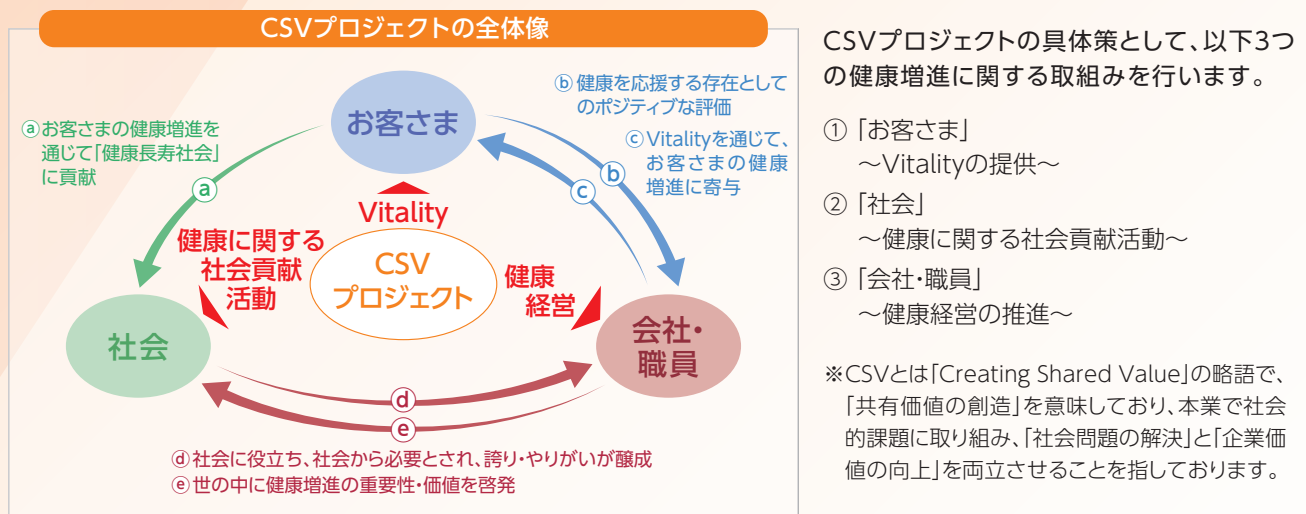 CSVプロジェクトの全体像
お客さま
ⓐお客さまの健康増進を
通じて「健康長寿社会」
に貢献
ⓑ健康を応援する存在として
のポジティブな評価
ⓒVitalityを通じて、
お客さまの健康
増進に寄与
ⓐ
ⓑ
ⓒ
Vitality
健康に関する
社会貢献
活動
CSV
プロジェクト
健康
経営
社会
会社・
職員
ⓓ
ⓔ
ⓓ社会に役立ち、社会から必要とされ、誇り・やりがいが醸成
ⓔ世の中に健康増進の重要性・価値を啓発
CSVプロジェクトの具体策として、以下3つ
の健康増進に関する取組みを行います。
①「お客さま」
～Vitalityの提供～
②「社会」
～健康に関する社会貢献活動～
③「会社・職員」
～健康経営の推進～
※CSVとは「Creating Shared Value」の略語で、
「共有価値の創造」を意味しており、本業で社会
的課題に取り組み、「社会問題の解決」と「企業価
値の向上」を両立させることを指しております。